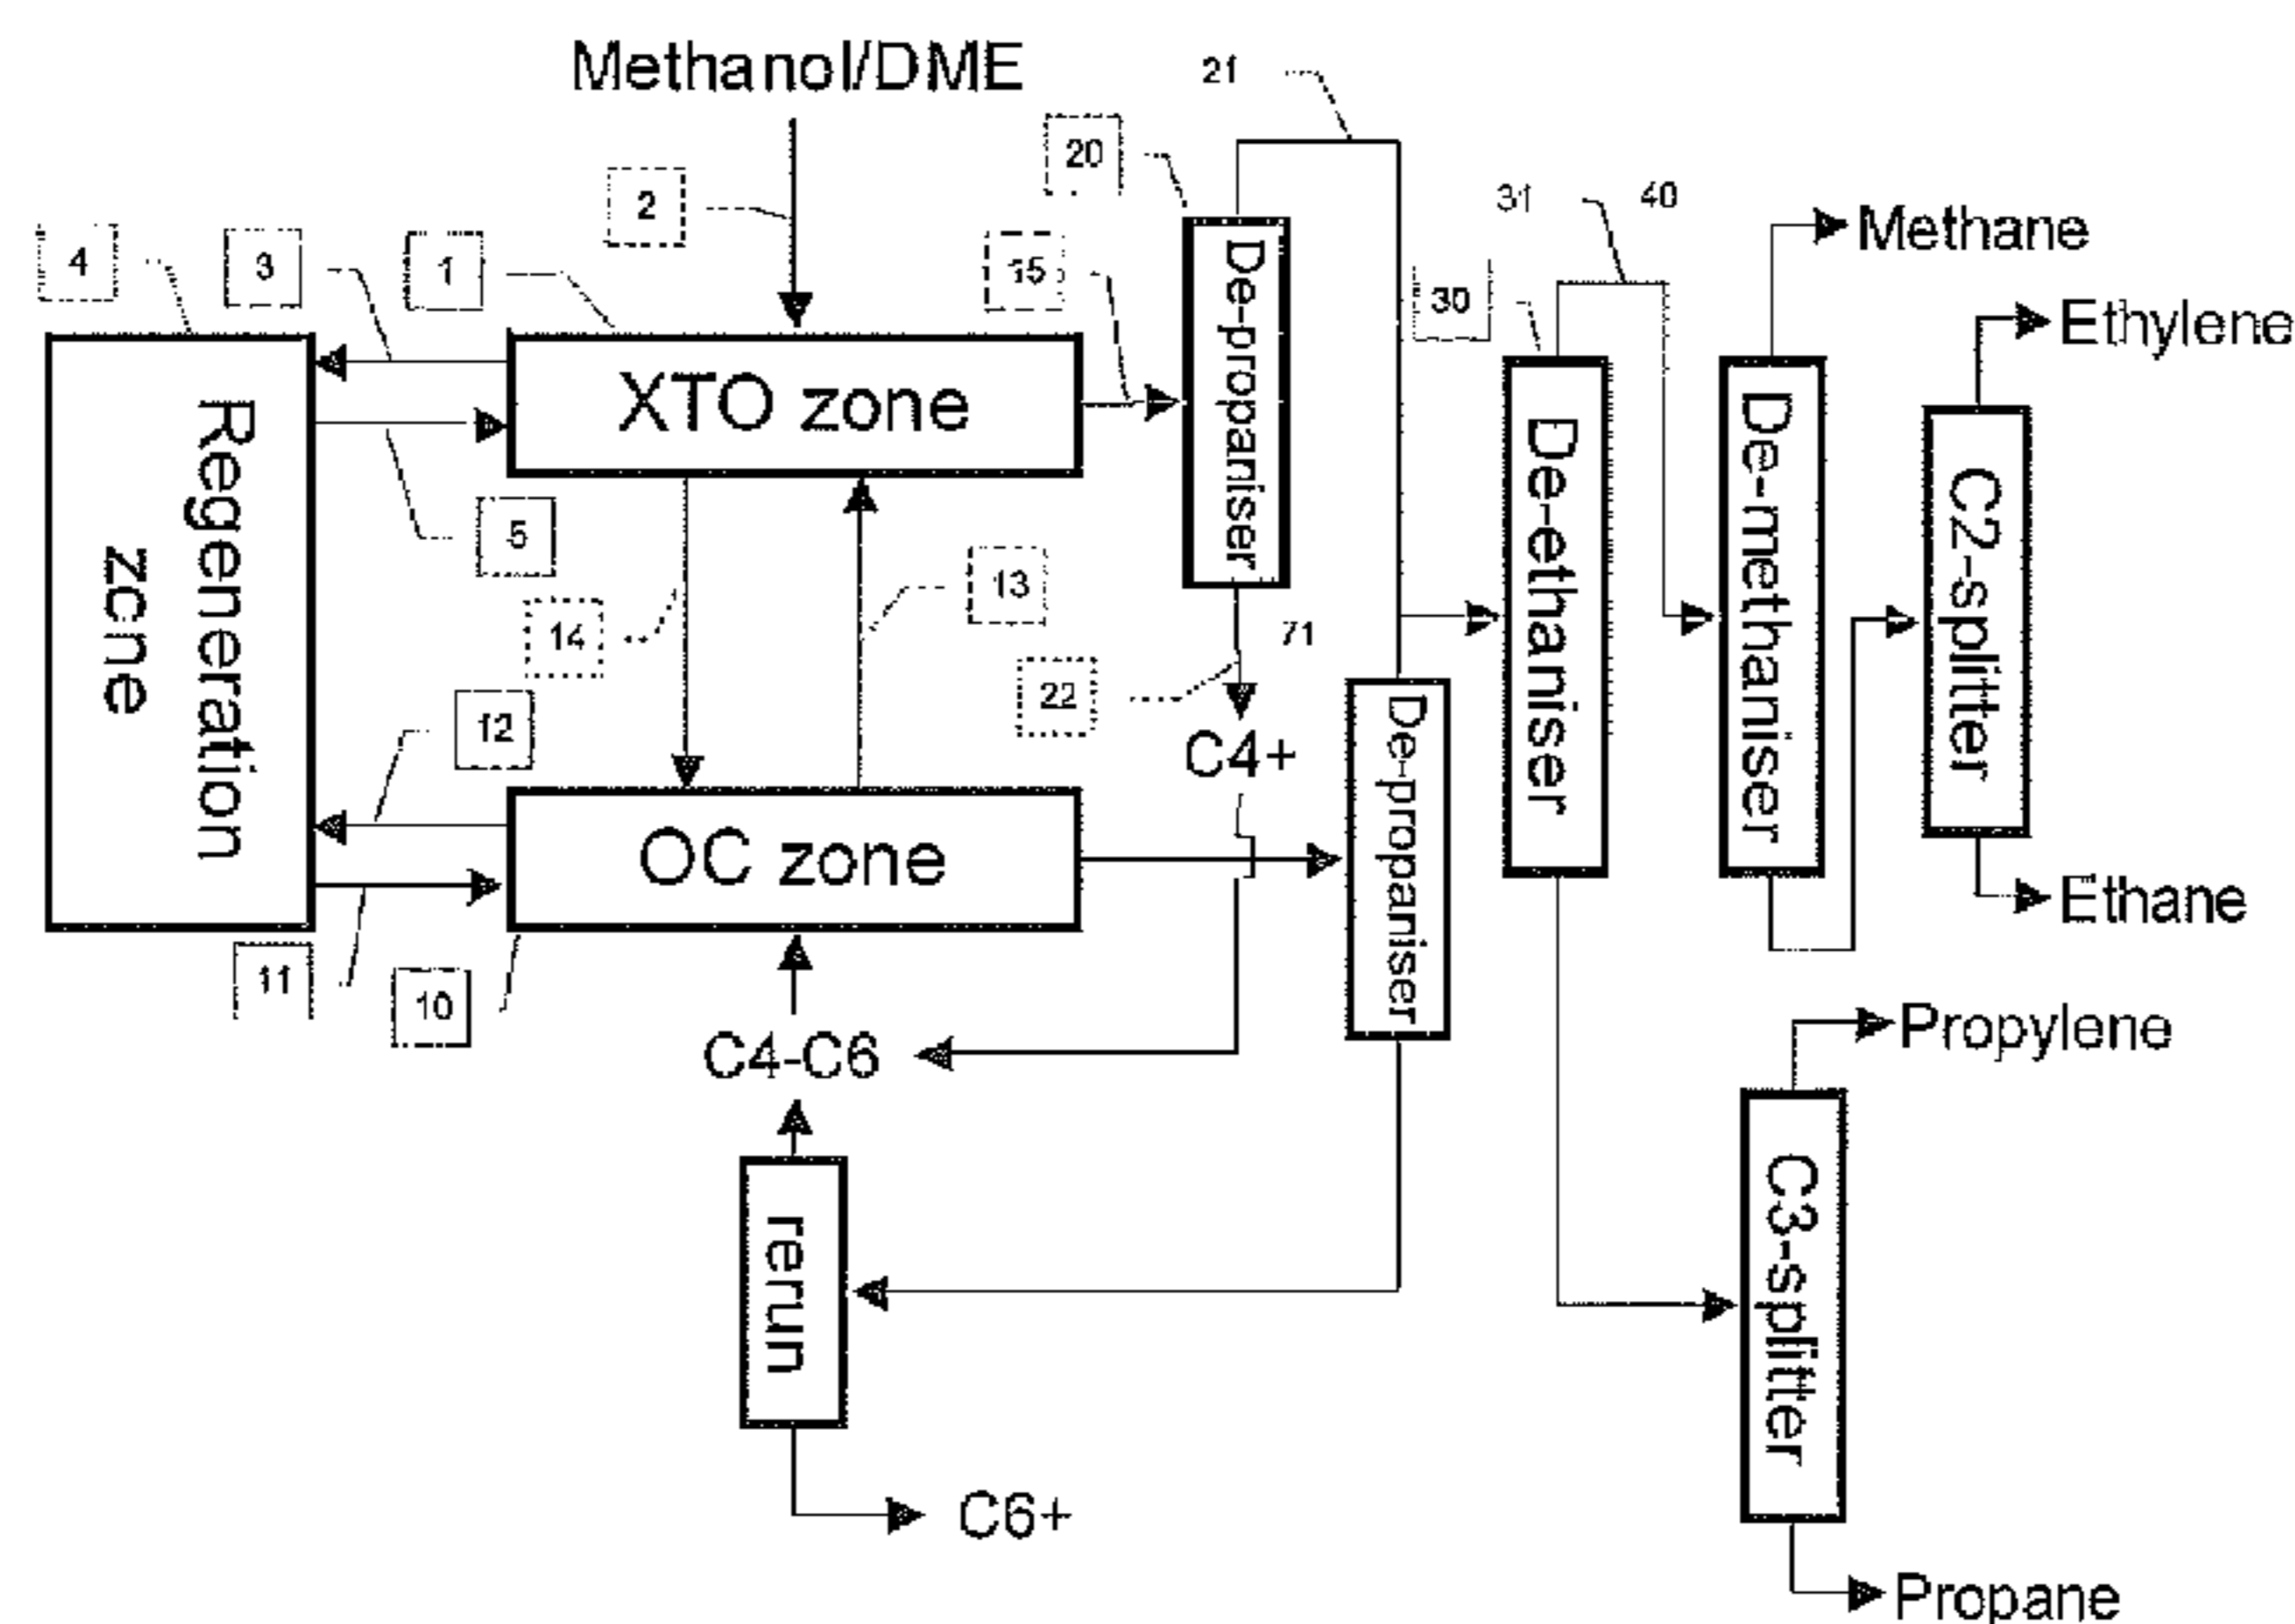 Methanol/DME
21
20
2
31
40
Methane
4
3
1
15
30
Ethylene
De-propaniser
XTO zone
Regeneration
zone
De-ethaniser
De-methaniser
C2-splitter
5
13
14
71
22
12
C4+
De-propaniser
OC zone
Ethane
11
10
C4-C6
Propylene
rerun
C3-splitter
C6+
Propane